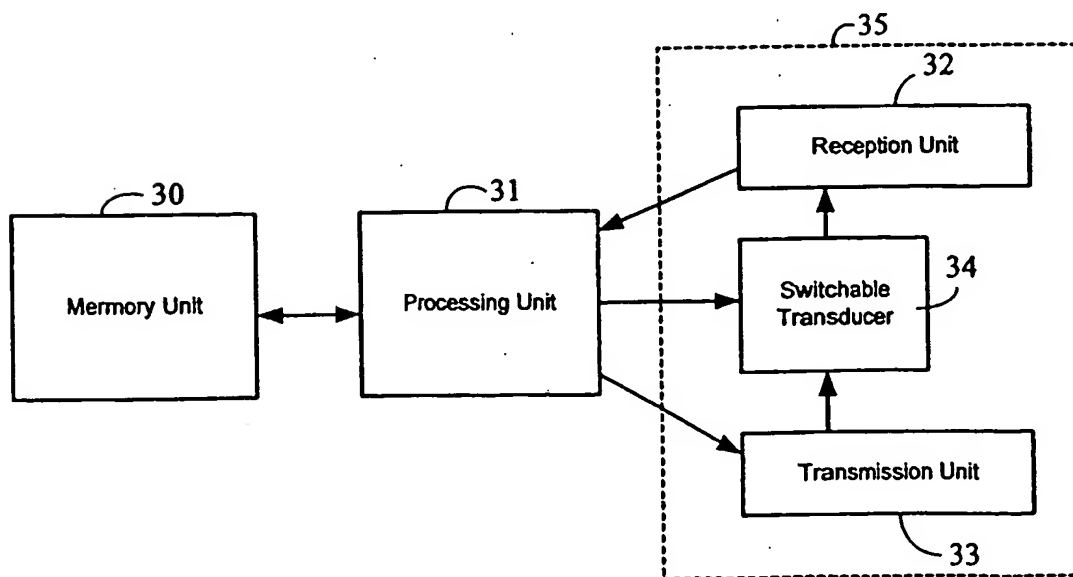 35
32
Reception Unit
30
31
Mermory Unit
Processing Unit
34
Switchable
Transducer
Transmission Unit
33